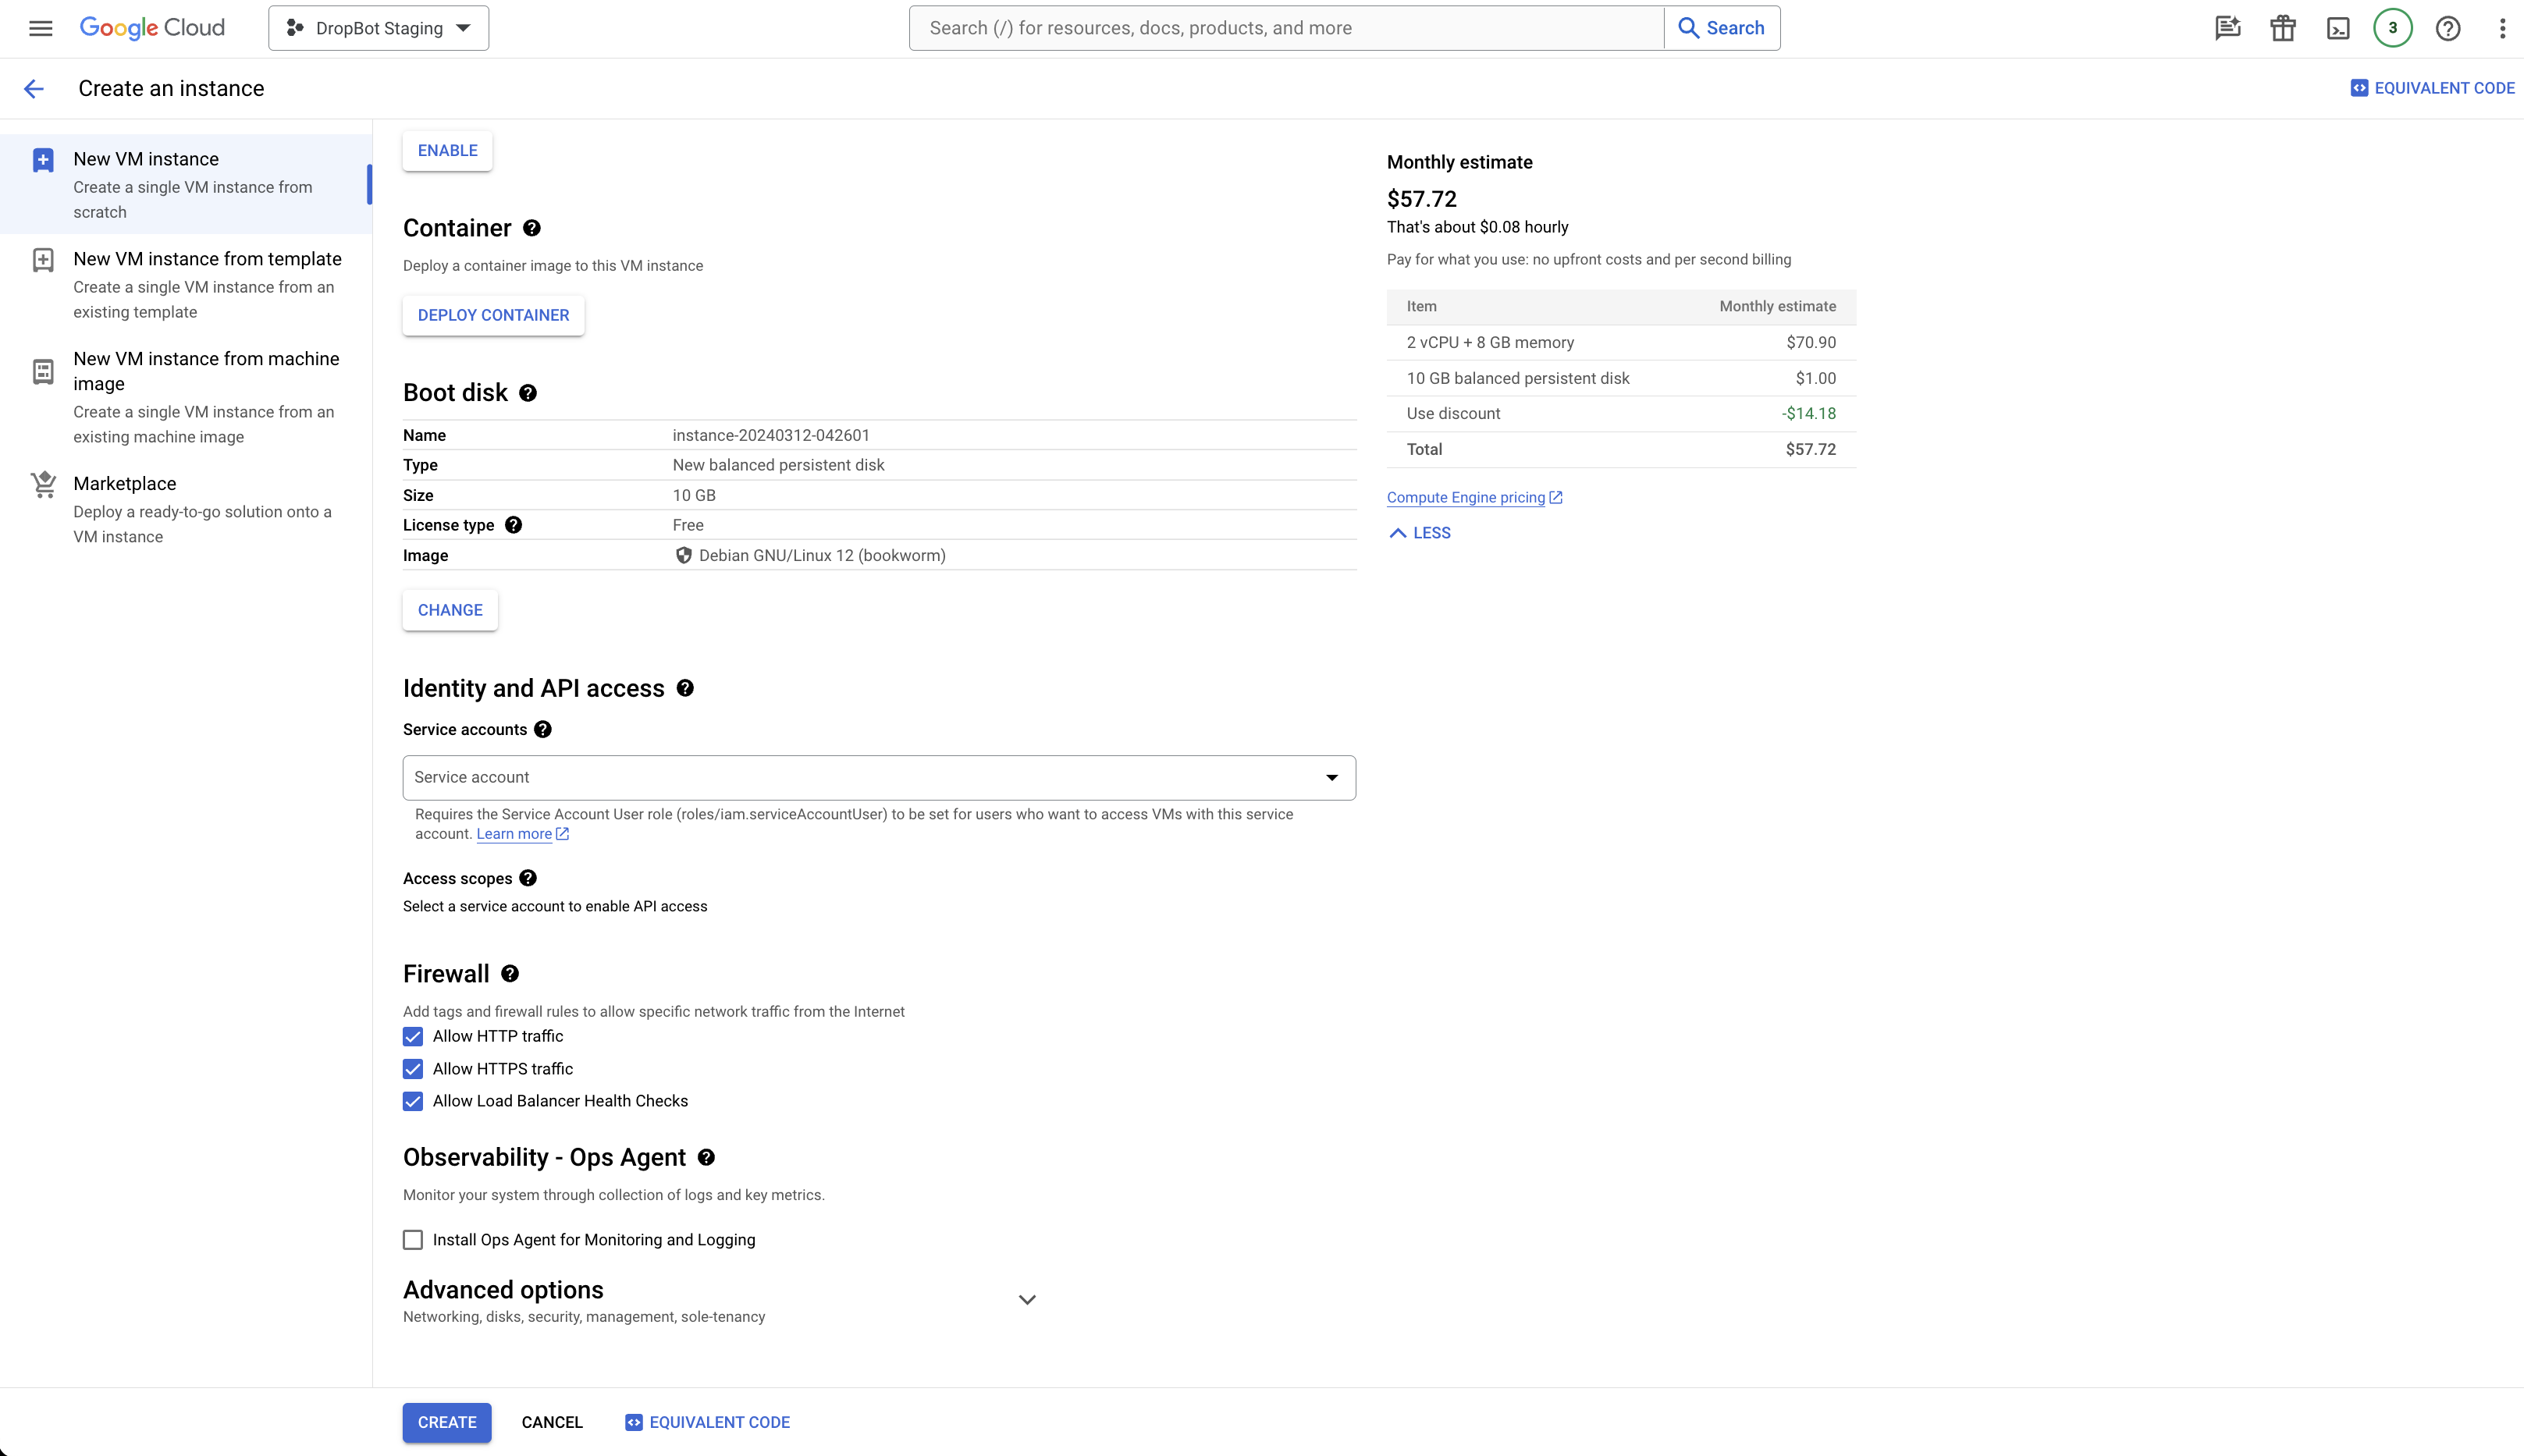 Google Cloud
DropBot Staging
Search (/) for resources, docs, products, and more
Search
3
Create an instance
EQUIVALENT CODE
New VM instance
Create a single VM instance from
scratch
New VM instance from template
Create a single VM instance from an
existing template
New VM instance from machine
image
Create a single VM instance from an
existing machine image
Marketplace
Deploy a ready-to-go solution onto a
VM instance
ENABLE
Container
Deploy a container image to this VM instance
DEPLOY CONTAINER
Boot disk
Name instance-20240312-042601
Type New balanced persistent disk
Size 10 GB
License type Free
Image Debian GNU/Linux 12 (bookworm)
CHANGE
Identity and API access
Service accounts
Service account
Requires the Service Account User role (roles/iam.serviceAccountUser) to be set for users who want to access VMs with this service
account. Learn more
Access scopes
Select a service account to enable API access
Firewall
Add tags and firewall rules to allow specific network traffic from the Internet
Allow HTTP traffic
Allow HTTPS traffic
Allow Load Balancer Health Checks
Observability - Ops Agent
Monitor your system through collection of logs and key metrics.
Install Ops Agent for Monitoring and Logging
Advanced options
Networking, disks, security, management, sole-tenancy
Monthly estimate
$57.72
That's about $0.08 hourly
Pay for what you use: no upfront costs and per second billing
Item Monthly estimate
2 vCPU + 8 GB memory $70.90
10 GB balanced persistent disk $1.00
Use discount -$14.18
Total $57.72
Compute Engine pricing
LESS
CREATE CANCEL EQUIVALENT CODE